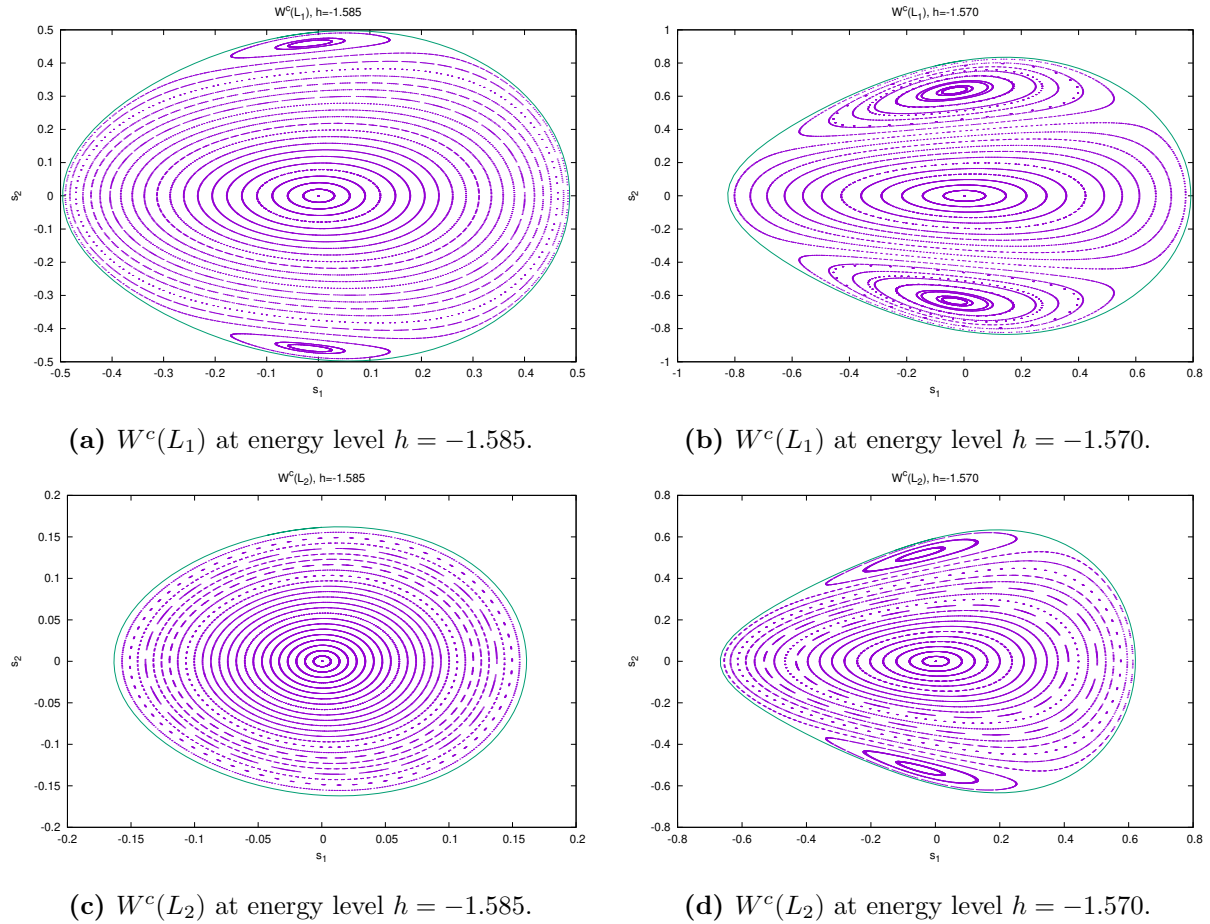 W^c(L_1), h=-1.585
0.5
0.4
0.3
0.2
0.1
0
-0.1
-0.2
-0.3
-0.4
-0.5
s_2
-0.5 -0.4 -0.3 -0.2 -0.1 0 0.1 0.2 0.3 0.4 0.5
s_1
W^c(L_1), h=-1.570
1
0.8
0.6
0.4
0.2
0
-0.2
-0.4
-0.6
-0.8
-1
s_2
-1 -0.8 -0.6 -0.4 -0.2 0 0.2 0.4 0.6 0.8
s_1
(a) W^c(L_1) at energy level h = −1.585.
(b) W^c(L_1) at energy level h = −1.570.
W^c(L_2), h=-1.585
0.2
0.15
0.1
0.05
0
-0.05
-0.1
-0.15
-0.2
s_2
-0.2 -0.15 -0.1 -0.05 0 0.05 0.1 0.15 0.2
s_1
W^c(L_2), h=-1.570
0.8
0.6
0.4
0.2
0
-0.2
-0.4
-0.6
-0.8
s_2
-0.8 -0.6 -0.4 -0.2 0 0.2 0.4 0.6 0.8
s_1
(c) W^c(L_2) at energy level h = −1.585.
(d) W^c(L_2) at energy level h = −1.570.